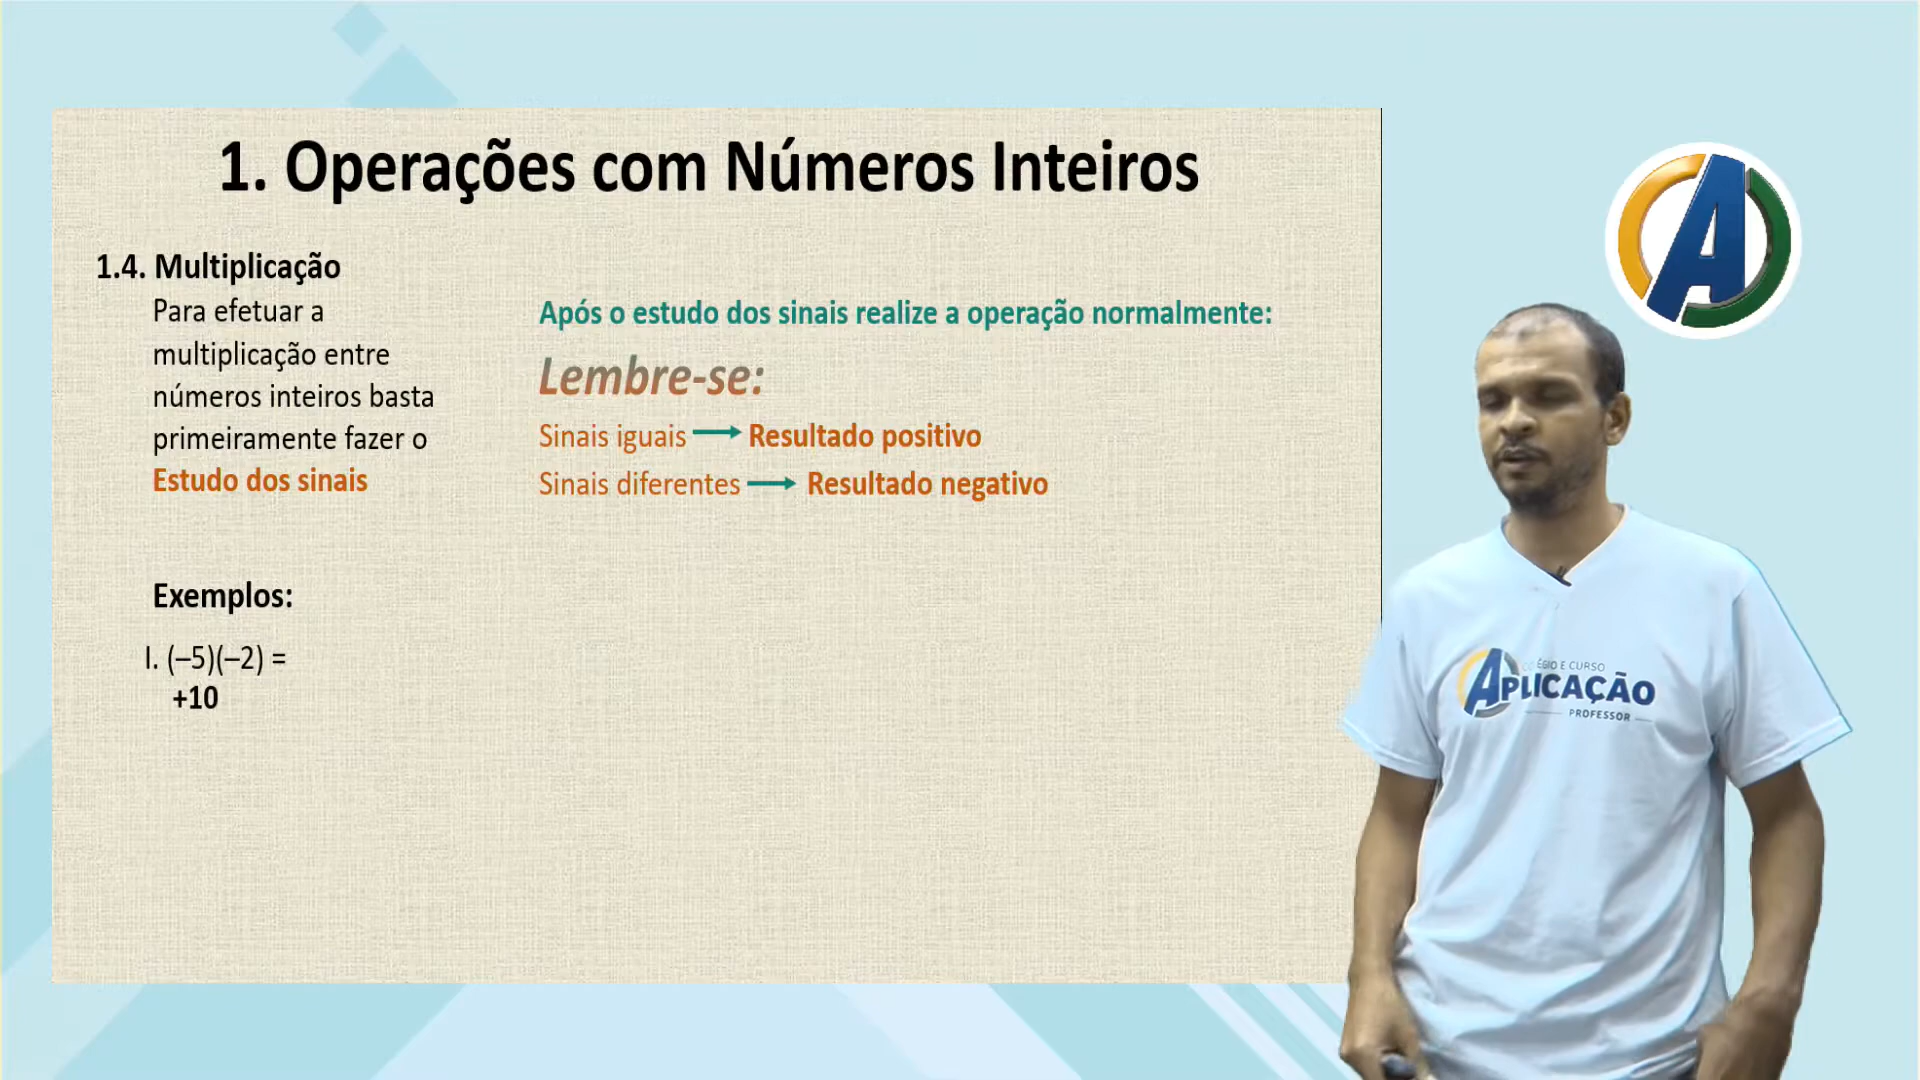 1. Operações com Números Inteiros
1.4. Multiplicação
Para efetuar a
multiplicação entre
números inteiros basta
primeiramente fazer o
Estudo dos sinais
Após o estudo dos sinais realize a operação normalmente:
Lembre-se:
Sinais iguais → Resultado positivo
Sinais diferentes → Resultado negativo
Exemplos:
I. (–5)(–2) =
+10
A
ÉGIO E CURSO
APLICAÇÃO
PROFESSOR